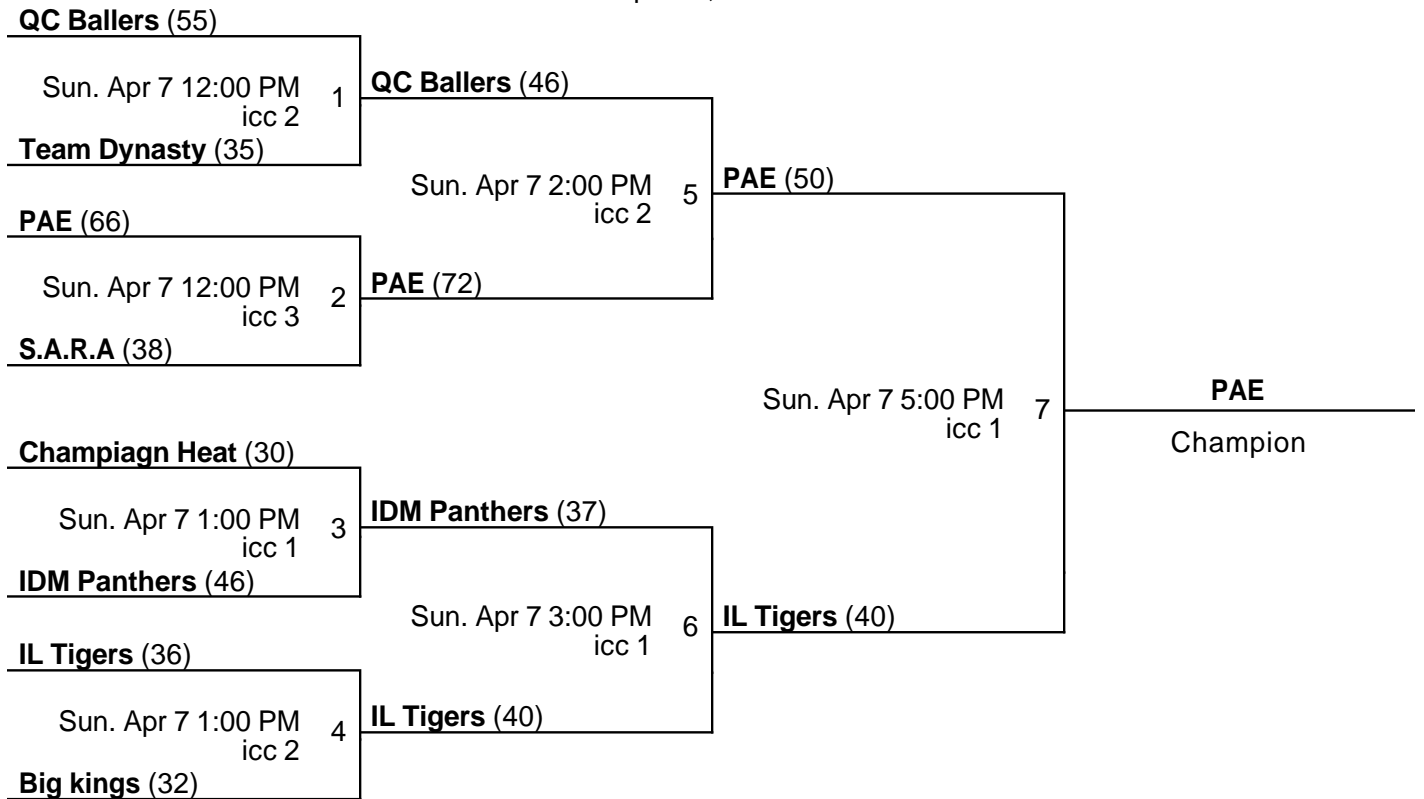 QC Ballers (55)
Sun. Apr 7 12:00 PM 1
icc 2
Team Dynasty (35)
PAE (66)
Sun. Apr 7 12:00 PM 2
icc 3
S.A.R.A (38)
Champiagn Heat (30)
Sun. Apr 7 1:00 PM 3
icc 1
IDM Panthers (46)
IL Tigers (36)
Sun. Apr 7 1:00 PM 4
icc 2
Big kings (32)
QC Ballers (46)
Sun. Apr 7 2:00 PM 5
icc 2
PAE (72)
IDM Panthers (37)
Sun. Apr 7 3:00 PM 6
icc 1
IL Tigers (40)
PAE (50)
Sun. Apr 7 5:00 PM 7
icc 1
IL Tigers (40)
PAE
Champion